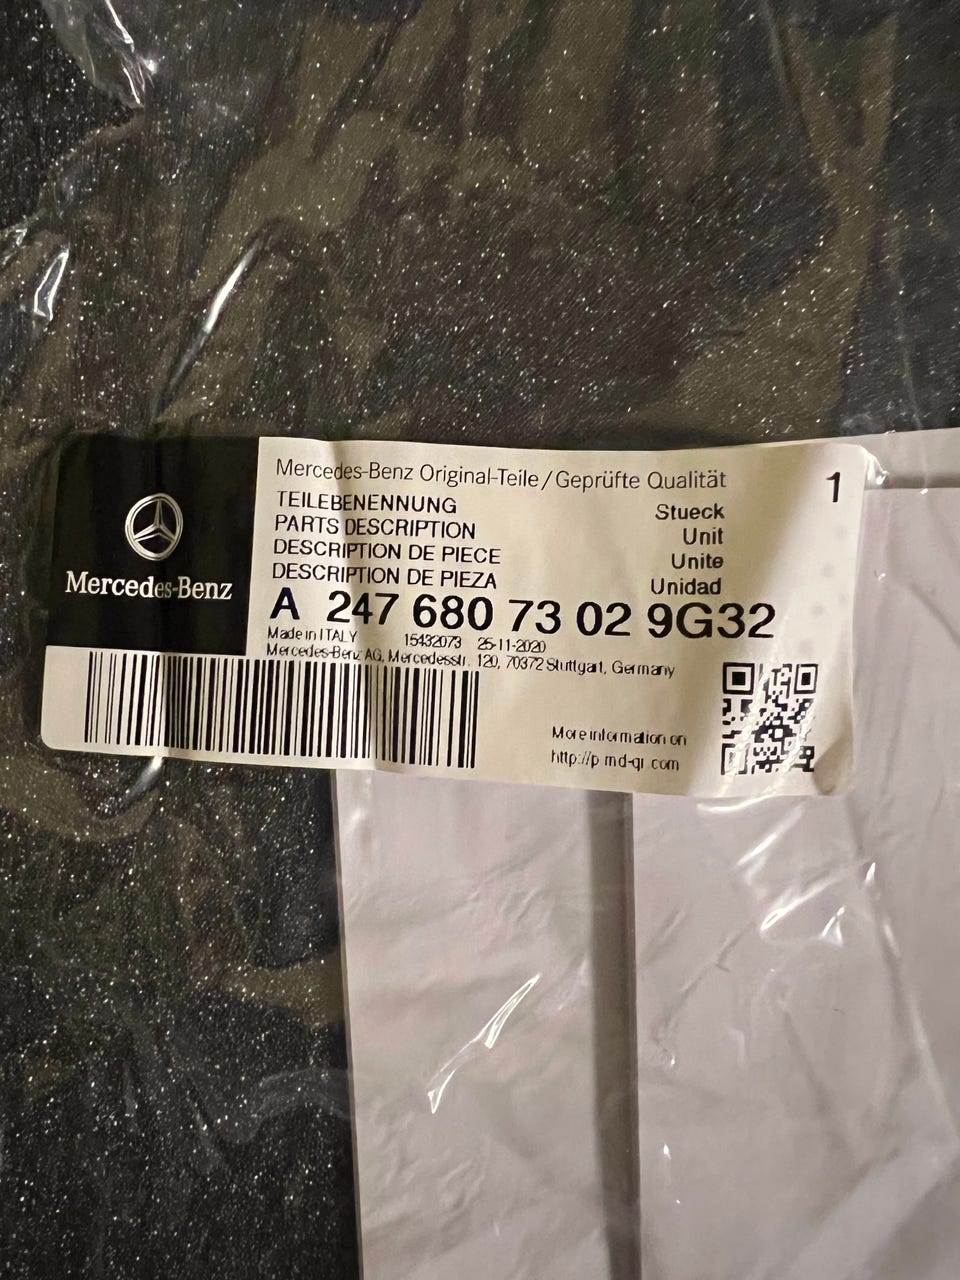 Mercedes-Benz Original-Teile/Geprüfte Qualität
1
TEILEBENENNUNG
PARTS DESCRIPTION
DESCRIPTION DE PIECE
DESCRIPTION DE PIEZA
Stueck
Unit
Unite
Unidad
Mercedes-Benz
A 247 680 73 02 9G32
Made in ITALY 15432073 25-11-2020
Mercedes-Benz AG, Mercedesstr. 120, 70372 Stuttgart, Germany
More information on
http://p md-qr.com